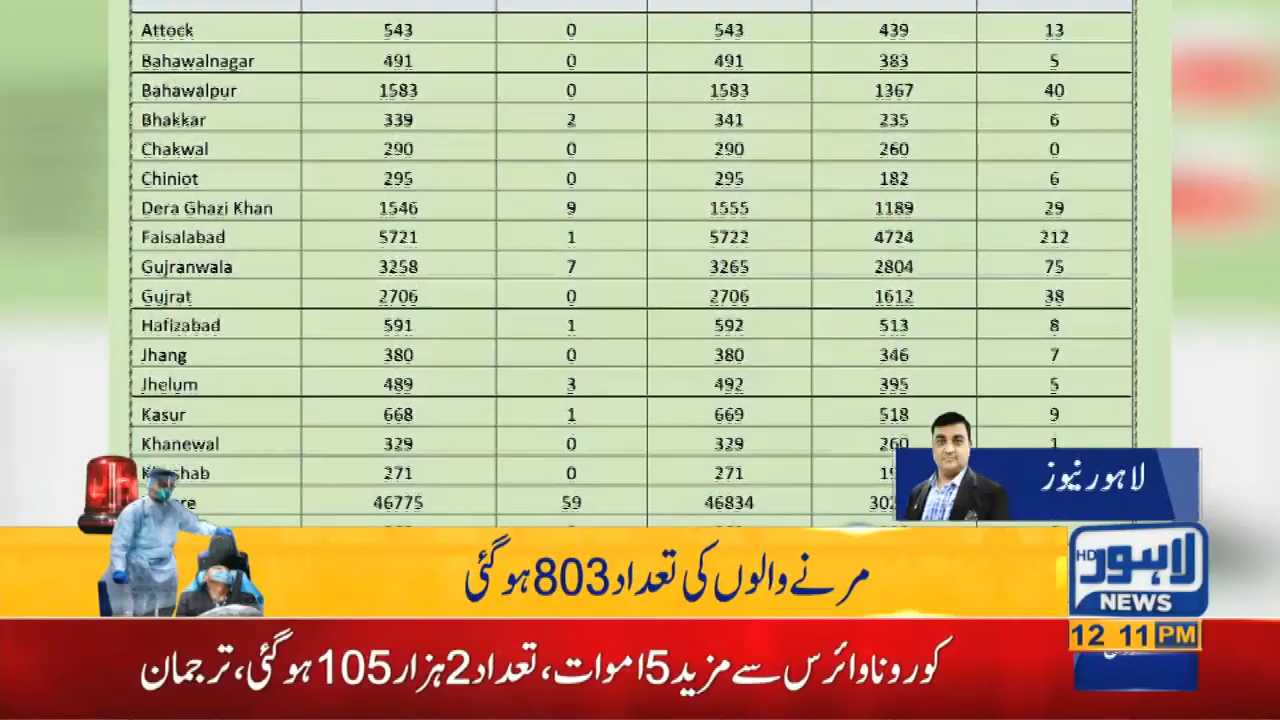 Attock 543 0 543 439 13
Bahawalnagar 491 0 491 383 5
Bahawalpur 1583 0 1583 1367 40
Bhakkar 339 2 341 235 6
Chakwal 290 0 290 260 0
Chiniot 295 0 295 182 6
Dera Ghazi Khan 1546 9 1555 1189 29
Faisalabad 5721 1 5722 4724 212
Gujranwala 3258 7 3265 2804 75
Gujrat 2706 0 2706 1612 38
Hafizabad 591 1 592 513 8
Jhang 380 0 380 346 7
Jhelum 489 3 492 395 5
Kasur 668 1 669 518 9
Khanewal 329 0 329 260 1
271 0 271
46775 59 46834
لاہور نیوز
مرنے والوں کی تعداد 803 ہوگئی
HD لاہور
NEWS
12 11 PM
کورونا وائرس سے مزید 5 اموات، تعداد 2 ہزار 105 ہوگئی، ترجمان